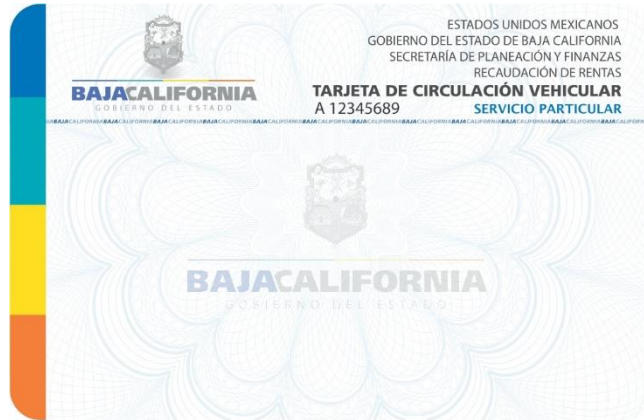 ESTADOS UNIDOS MEXICANOS
GOBIERNO DEL ESTADO DE BAJA CALIFORNIA
SECRETARÍA DE PLANEACIÓN Y FINANZAS
RECAUDACIÓN DE RENTAS
TARJETA DE CIRCULACIÓN VEHICULAR
A 12345689 SERVICIO PARTICULAR
BAJACALIFORNIA
GOBIERNO DEL ESTADO
BAJACALIFORNIABAJACALIFORNIABAJACALIFORNIABAJACALIFORNIABAJACALIFORNIABAJACALIFORNIABAJACALIFORNIABAJACALIFORN
BAJACALIFORNIA
GOBIERNO DEL ESTADO